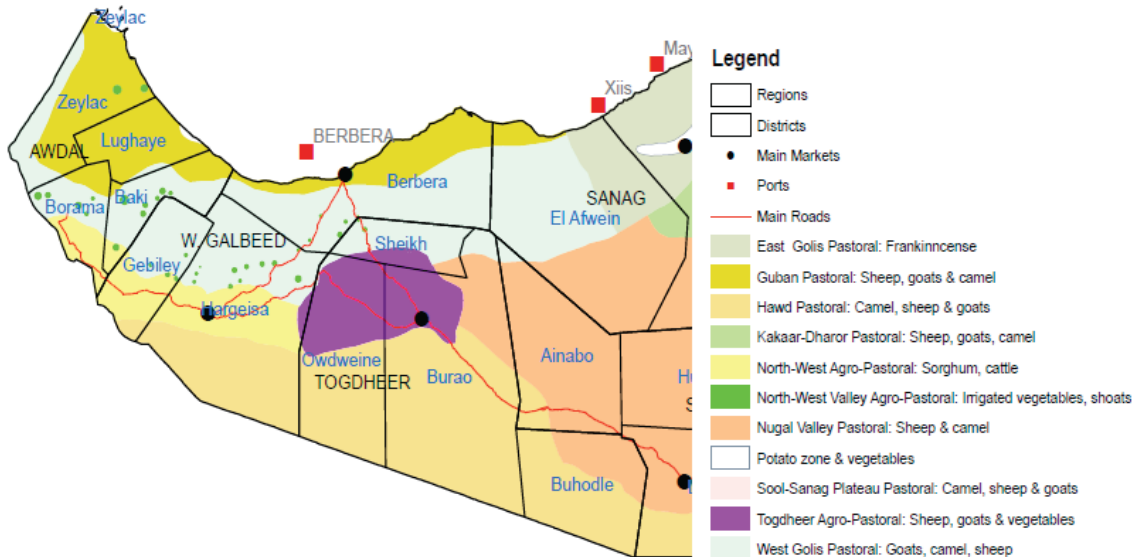 Zeylac
May
Xiis
Zeylac
Lughaye
BERBERA
AWDAL
Borama
Baki
Berbera
SANAG
El Afwein
W. GALBEED
Sheikh
Gebiley
Hargeisa
Owdweine
TOGDHEER
Burao
Ainabo
Buhodle
Legend
Regions
Districts
Main Markets
Ports
Main Roads
East Golis Pastoral: Frankinncense
Guban Pastoral: Sheep, goats & camel
Hawd Pastoral: Camel, sheep & goats
Kakaar-Dharor Pastoral: Sheep, goats, camel
North-West Agro-Pastoral: Sorghum, cattle
North-West Valley Agro-Pastoral: Irrigated vegetables, shoats
Nugal Valley Pastoral: Sheep & camel
Potato zone & vegetables
Sool-Sanag Plateau Pastoral: Camel, sheep & goats
Togdheer Agro-Pastoral: Sheep, goats & vegetables
West Golis Pastoral: Goats, camel, sheep